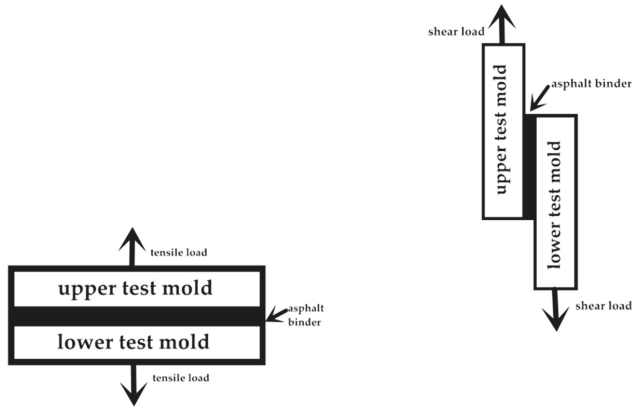 tensile load
upper test mold
asphalt
binder
lower test mold
tensile load
shear load
asphalt binder
upper test mold
lower test mold
shear load